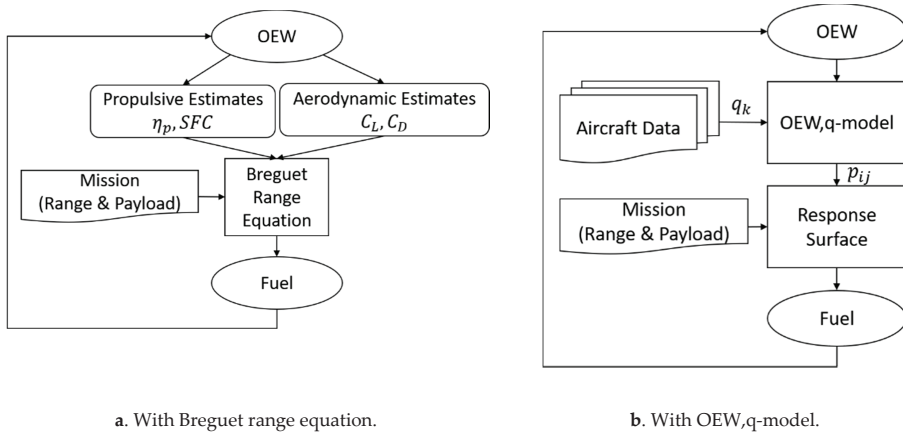 OEW
Propulsive Estimates
η_p, SFC
Aerodynamic Estimates
C_L, C_D
Mission
(Range & Payload)
Breguet
Range
Equation
Fuel
a. With Breguet range equation.
OEW
Aircraft Data
q_k
OEW,q-model
p_ij
Mission
(Range & Payload)
Response
Surface
Fuel
b. With OEW,q-model.